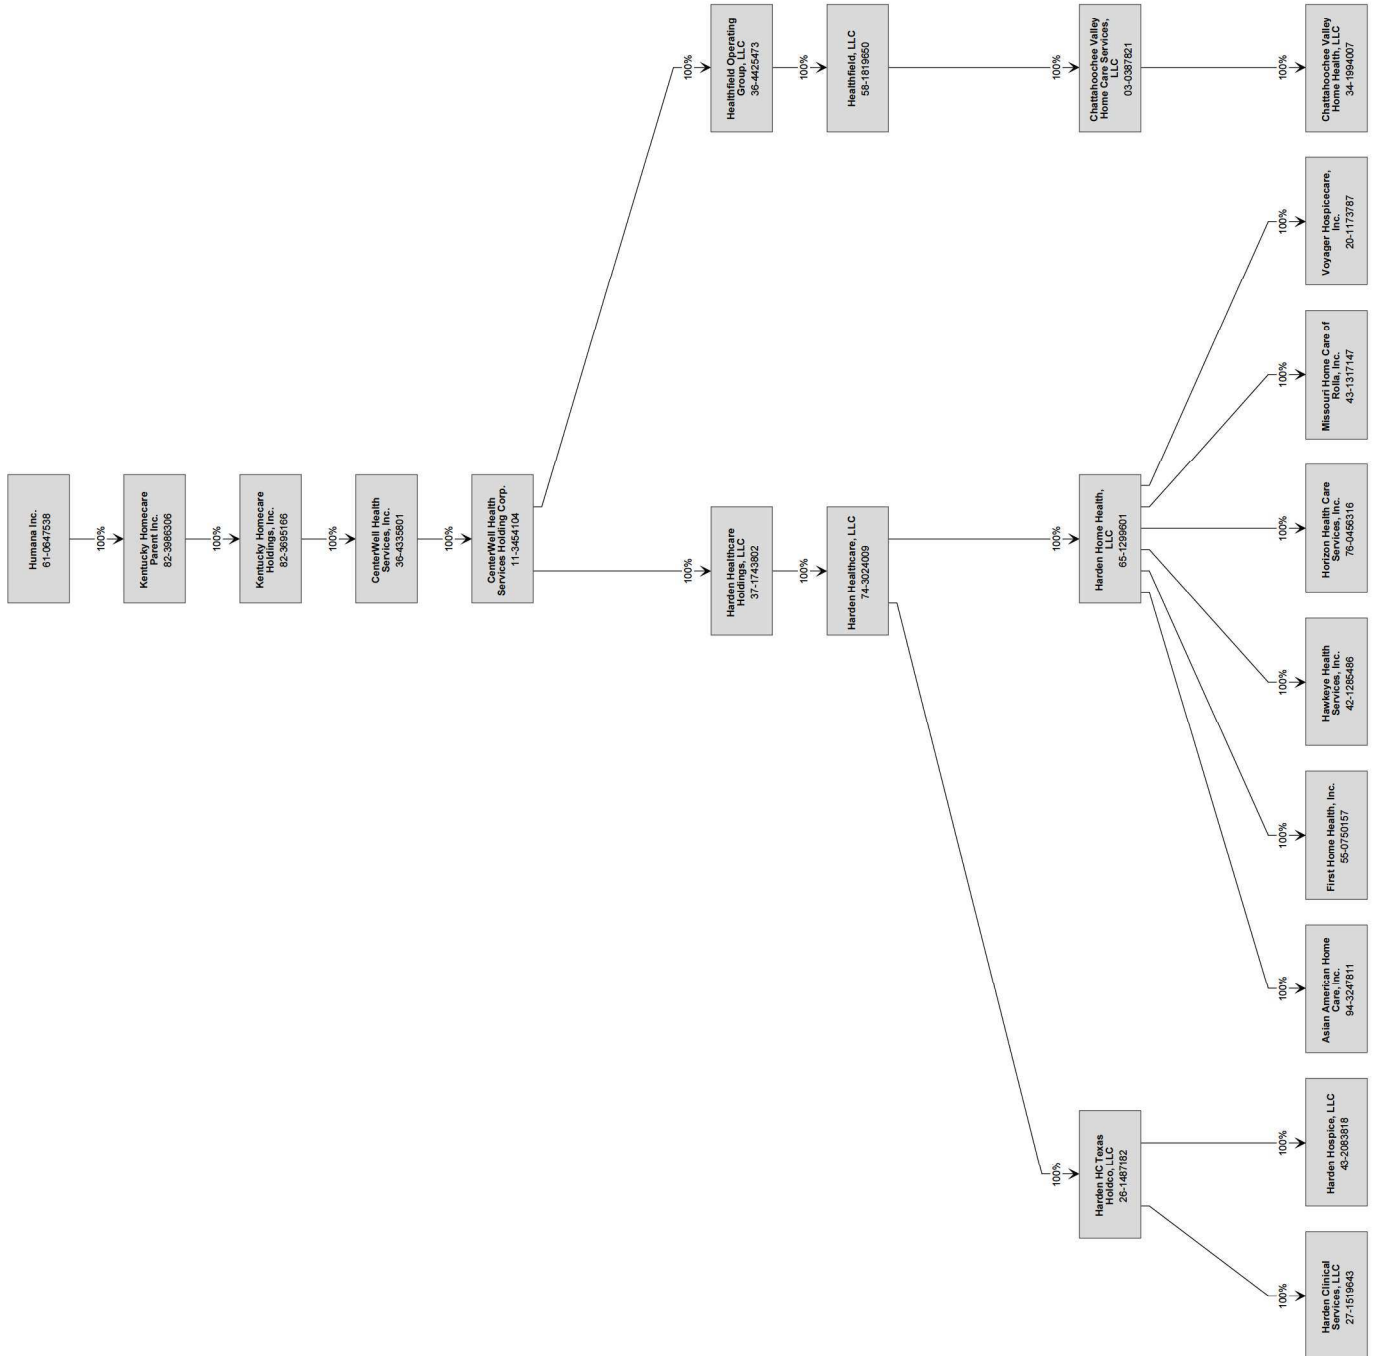 Humana Inc.
61-0647538
100%
Kentucky Homecare
Parent Inc.
82-3986306
100%
Kentucky Homecare
Holdings, Inc.
82-3695166
100%
CenterWell Health
Services, Inc.
36-4335801
100%
CenterWell Health
Services Holding Corp.
11-3454104
100%
Harden Healthcare
Holdings, LLC
37-1743802
100%
Healthfield Operating
Group, LLC
36-4425473
100%
Harden Healthcare, LLC
74-3024009
100%
Healthfield, LLC
58-1819650
100%
Harden HC Texas
Holdco, LLC
26-1487182
100%
Harden Home Health,
LLC
65-1299601
100%
Chattahoochee Valley
Home Care Services,
LLC
03-0387821
100%
Harden Clinical
Services, LLC
27-1519643
100%
Harden Hospice, LLC
43-2083818
100%
Asian American Home
Care, Inc.
94-3247811
100%
First Home Health, Inc.
55-0750157
100%
Hawkeye Health
Services, Inc.
42-1285486
100%
Horizon Health Care
Services, Inc.
76-0456316
100%
Missouri Home Care of
Rolla, Inc.
43-1317147
100%
Voyager Hospicecare,
Inc.
20-1173787
100%
Chattahoochee Valley
Home Health, LLC
34-1994007